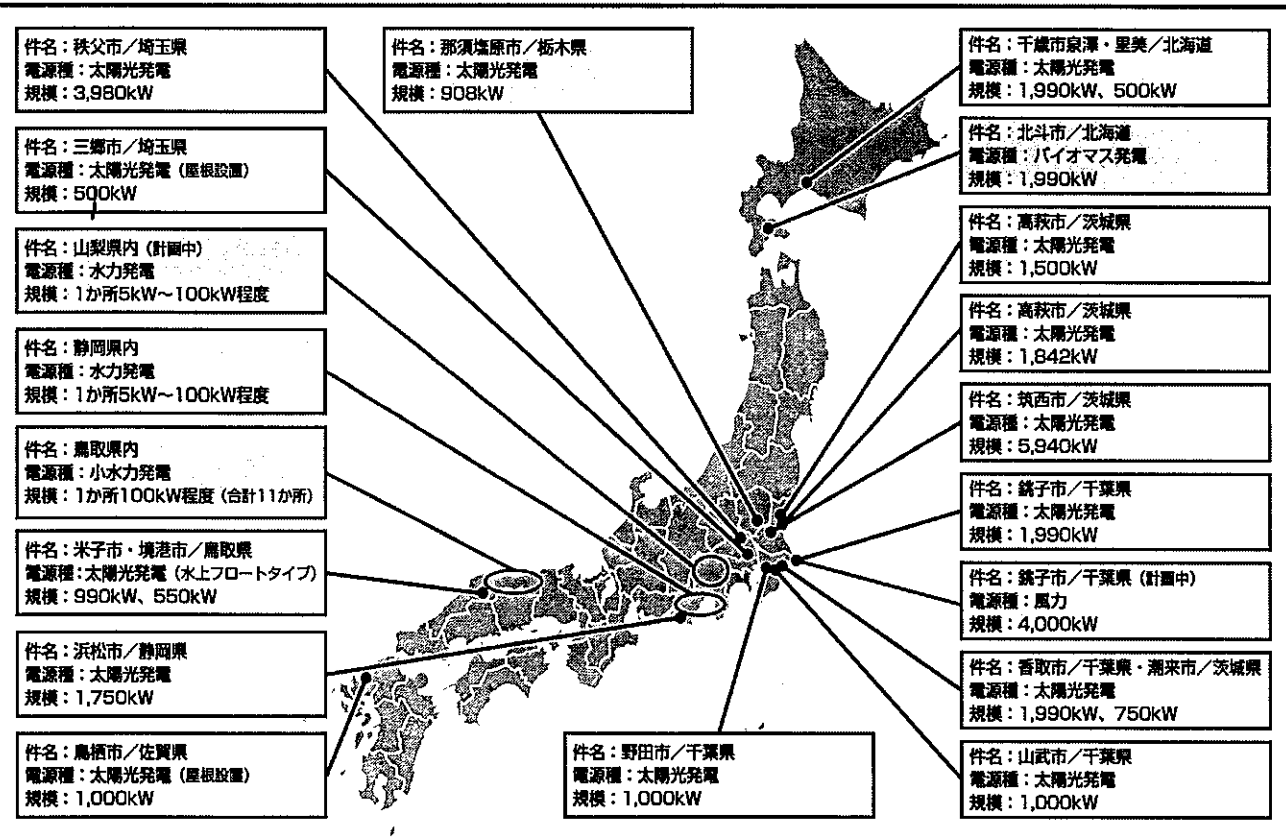 件名：秩父市／埼玉県
電源種：太陽光発電
規模：3,980kW
件名：三郷市／埼玉県
電源種：太陽光発電（屋根設置）
規模：500kW
件名：山梨県内（計画中）
電源種：水力発電
規模：1か所5kW～100kW程度
件名：静岡県内
電源種：水力発電
規模：1か所5kW～100kW程度
件名：鳥取県内
電源種：小水力発電
規模：1か所100kW程度（合計11か所）
件名：米子市・境港市／鳥取県
電源種：太陽光発電（水上フロートタイプ）
規模：990kW、550kW
件名：浜松市／静岡県
電源種：太陽光発電
規模：1,750kW
件名：鳥栖市／佐賀県
電源種：太陽光発電（屋根設置）
規模：1,000kW
件名：那須塩原市／栃木県
電源種：太陽光発電
規模：908kW
件名：野田市／千葉県
電源種：太陽光発電
規模：1,000kW
件名：千歳市泉澤・里美／北海道
電源種：太陽光発電
規模：1,990kW、500kW
件名：北斗市／北海道
電源種：バイオマス発電
規模：1,990kW
件名：高萩市／茨城県
電源種：太陽光発電
規模：1,500kW
件名：高萩市／茨城県
電源種：太陽光発電
規模：1,842kW
件名：筑西市／茨城県
電源種：太陽光発電
規模：5,940kW
件名：銚子市／千葉県
電源種：太陽光発電
規模：1,990kW
件名：銚子市／千葉県（計画中）
電源種：風力
規模：4,000kW
件名：香取市／千葉県・潮来市／茨城県
電源種：太陽光発電
規模：1,990kW、750kW
件名：山武市／千葉県
電源種：太陽光発電
規模：1,000kW